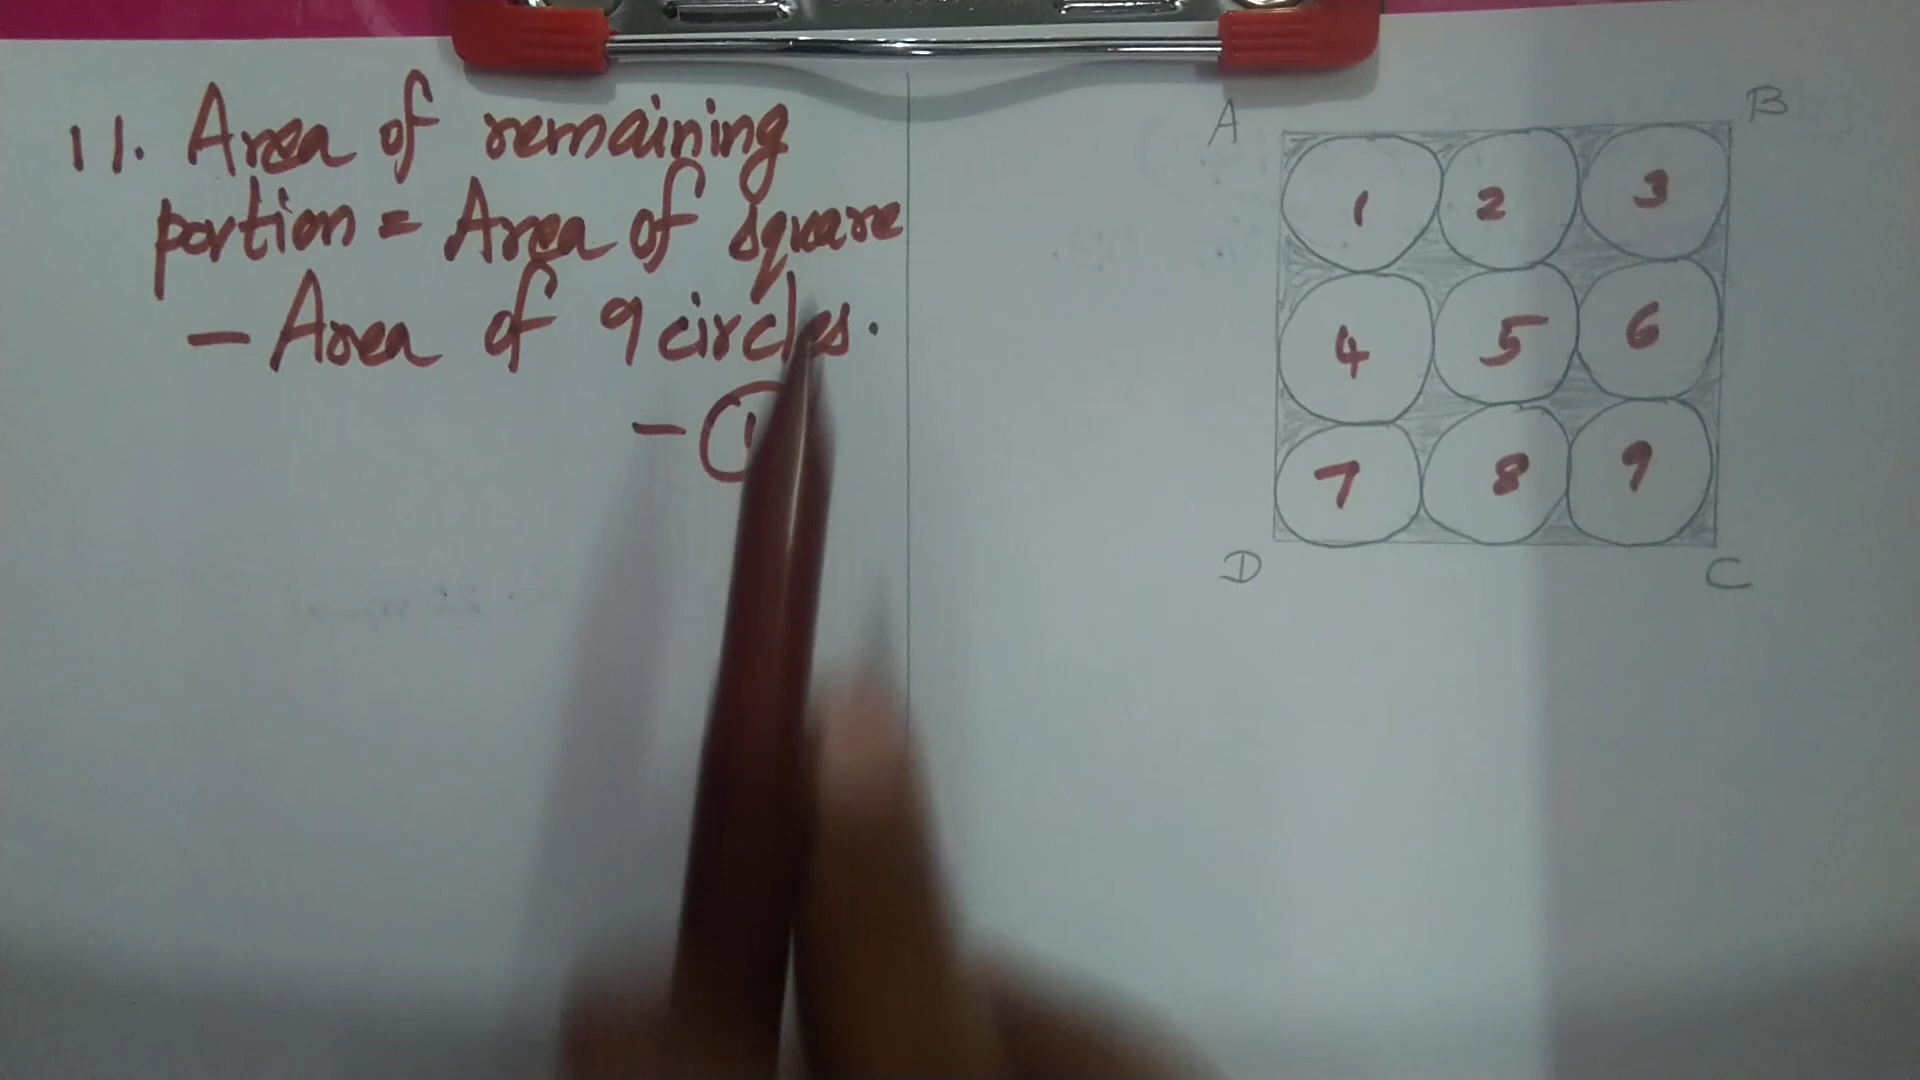 11. Area of remaining
portion = Area of square
- Area of 9 circles.
- 1
A
B
1 2 3
4 5 6
7 8 9
D
C